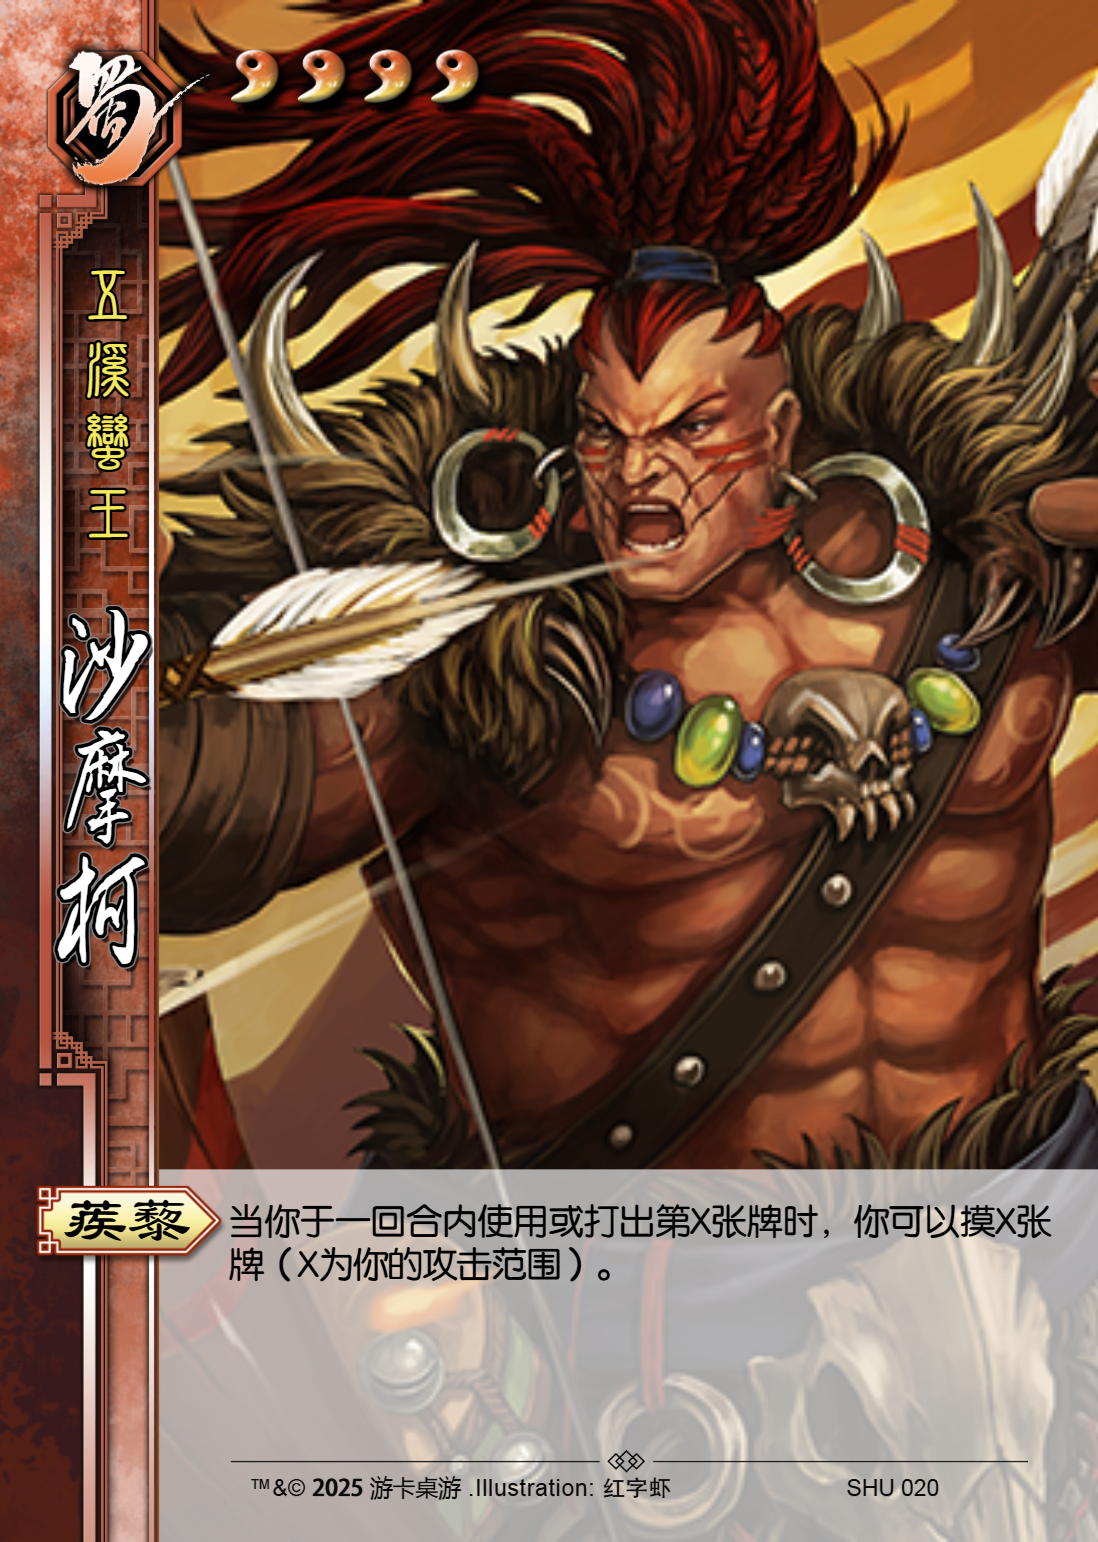 蜀
五溪蠻王
沙摩柯
蒺藜
当你于一回合内使用或打出第X张牌时，你可以摸X张
牌（X为你的攻击范围）。
™&© 2025 游卡桌游 .Illustration: 红字虾
SHU 020